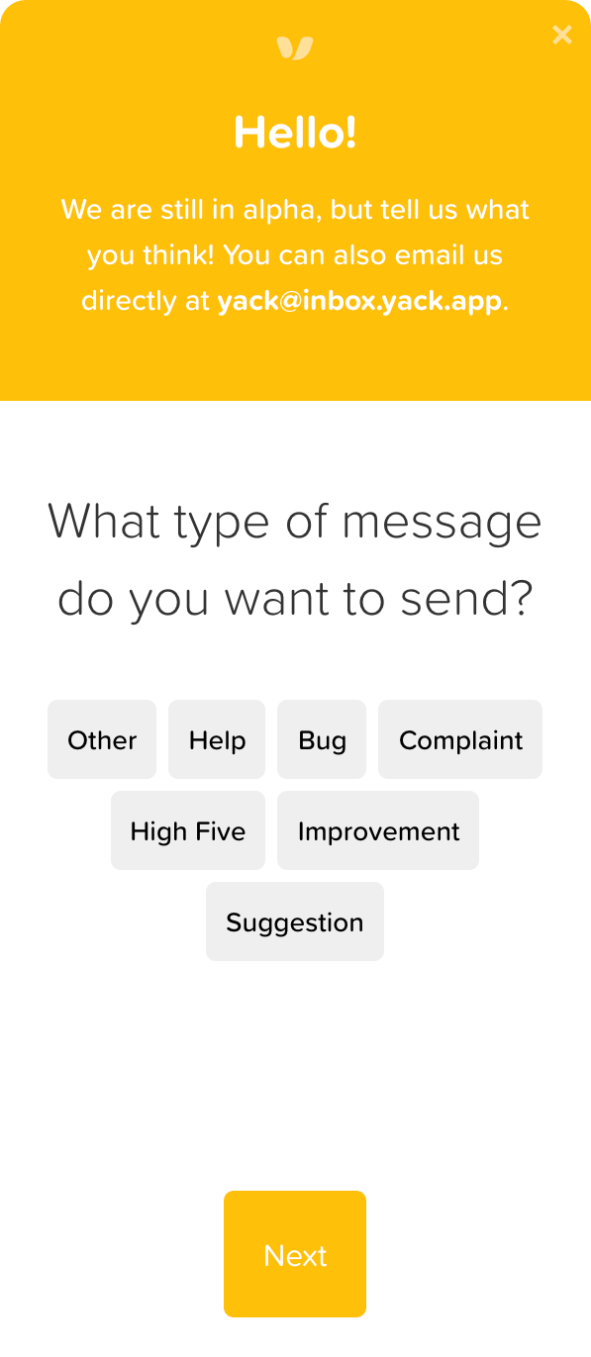 Hello!
We are still in alpha, but tell us what
you think! You can also email us
directly at yack@inbox.yack.app.
What type of message
do you want to send?
Other Help Bug Complaint
High Five Improvement
Suggestion
Next